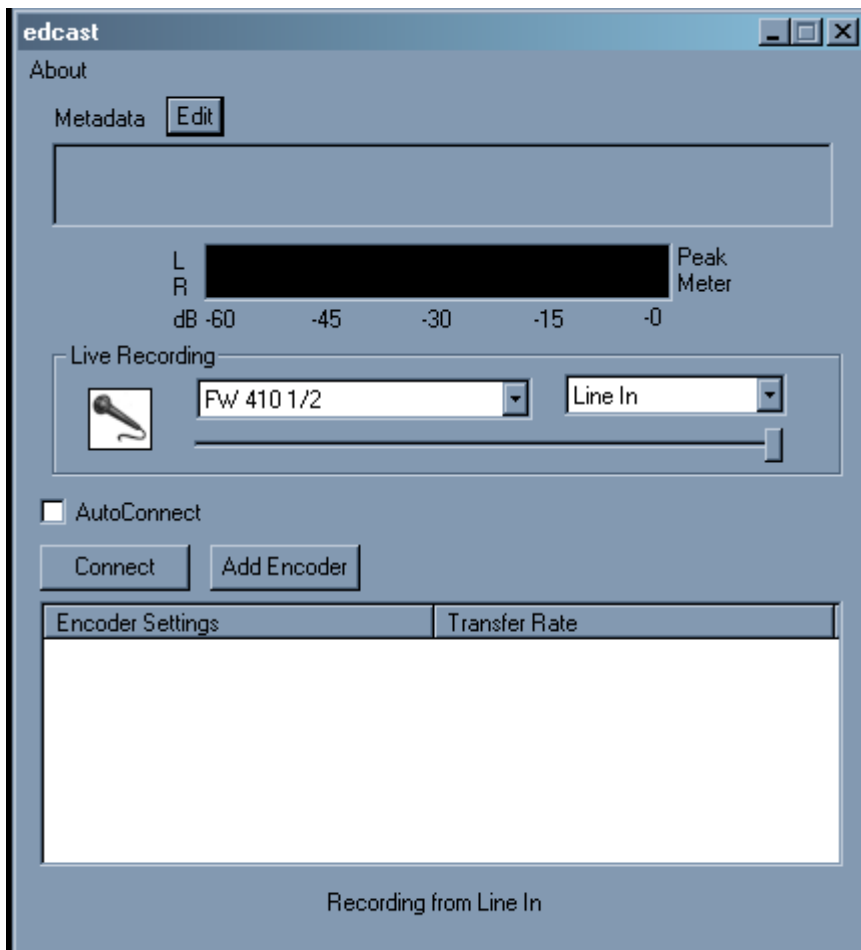 edcast
About
Metadata Edit
L
R
Peak
Meter
dB -60 -45 -30 -15 -0
Live Recording
FW 410 1/2 Line In
AutoConnect
Connect Add Encoder
Encoder Settings Transfer Rate
Recording from Line In